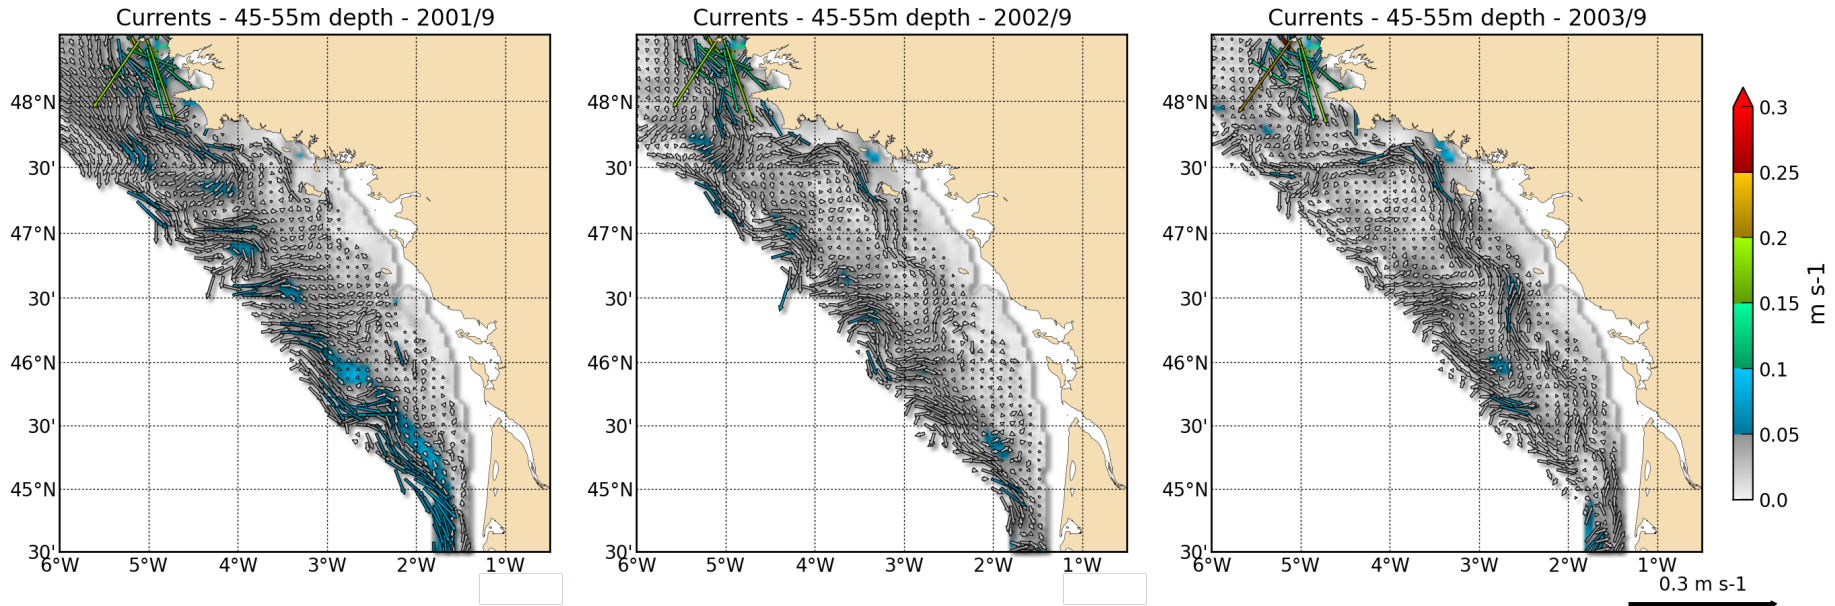 Currents - 45-55m depth - 2001/9
48°N
30'
47°N
30'
46°N
30'
45°N
30'
6°W 5°W 4°W 3°W 2°W 1°W
Currents - 45-55m depth - 2002/9
48°N
30'
47°N
30'
46°N
30'
45°N
30'
6°W 5°W 4°W 3°W 2°W 1°W
Currents - 45-55m depth - 2003/9
48°N
30'
47°N
30'
46°N
30'
45°N
30'
6°W 5°W 4°W 3°W 2°W 1°W
0.3
0.25
0.2
0.15
0.1
0.05
0.0
m s-1
0.3 m s-1